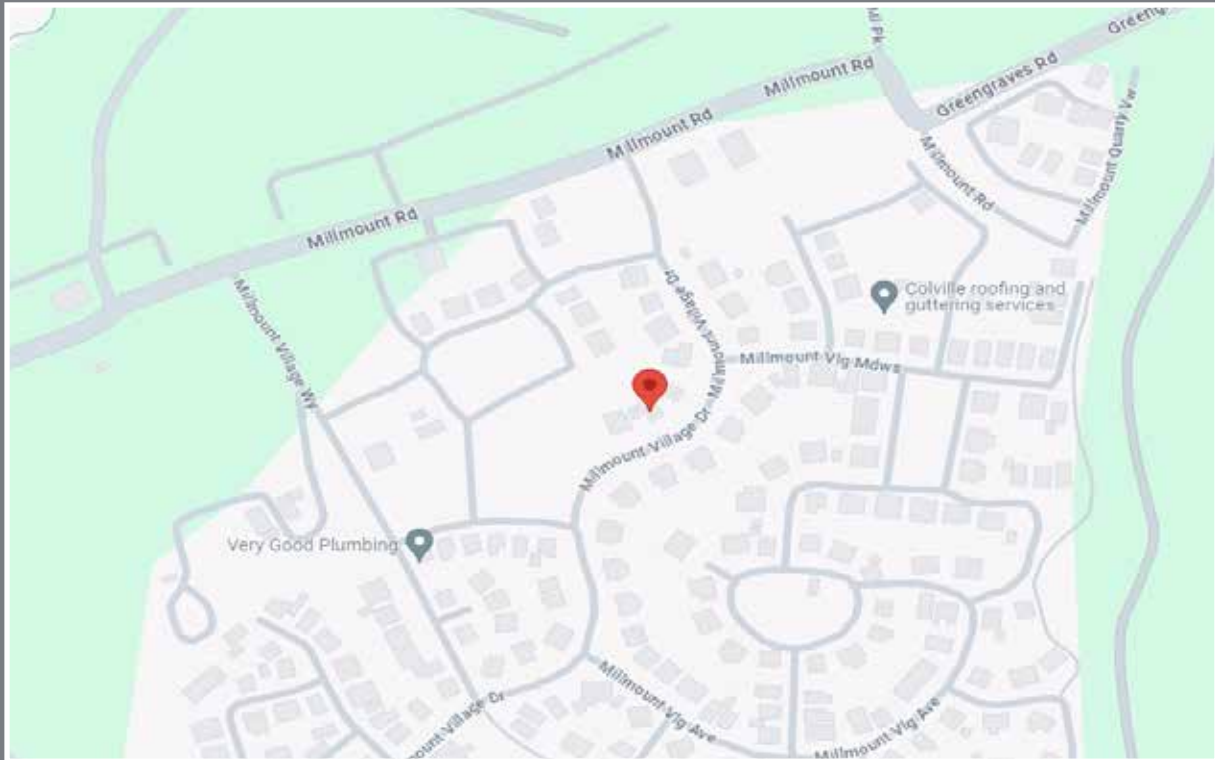 Greengraves Rd
Millmount Rd
Millmount Rd
Millmount Rd
Millmount Rd
Millmount Quarry Vw
Millmount Village Dr
Colville roofing and
guttering services
Millmount Village Wy
Millmount Vlg Mdws
Millmount Village Dr
Very Good Plumbing
Millmount Vlg Ave
Village Dr
Millmount Vlg Ave